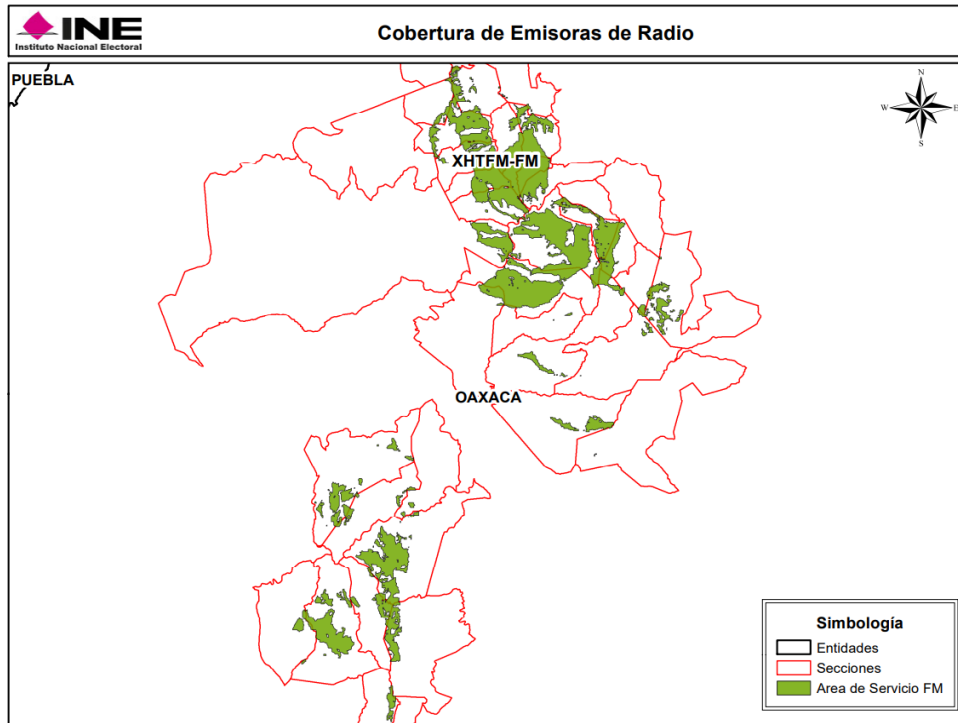 INE
Instituto Nacional Electoral
Cobertura de Emisoras de Radio
PUEBLA
N
W
E
S
XHTFM-FM
OAXACA
Simbología
Entidades
Secciones
Area de Servicio FM